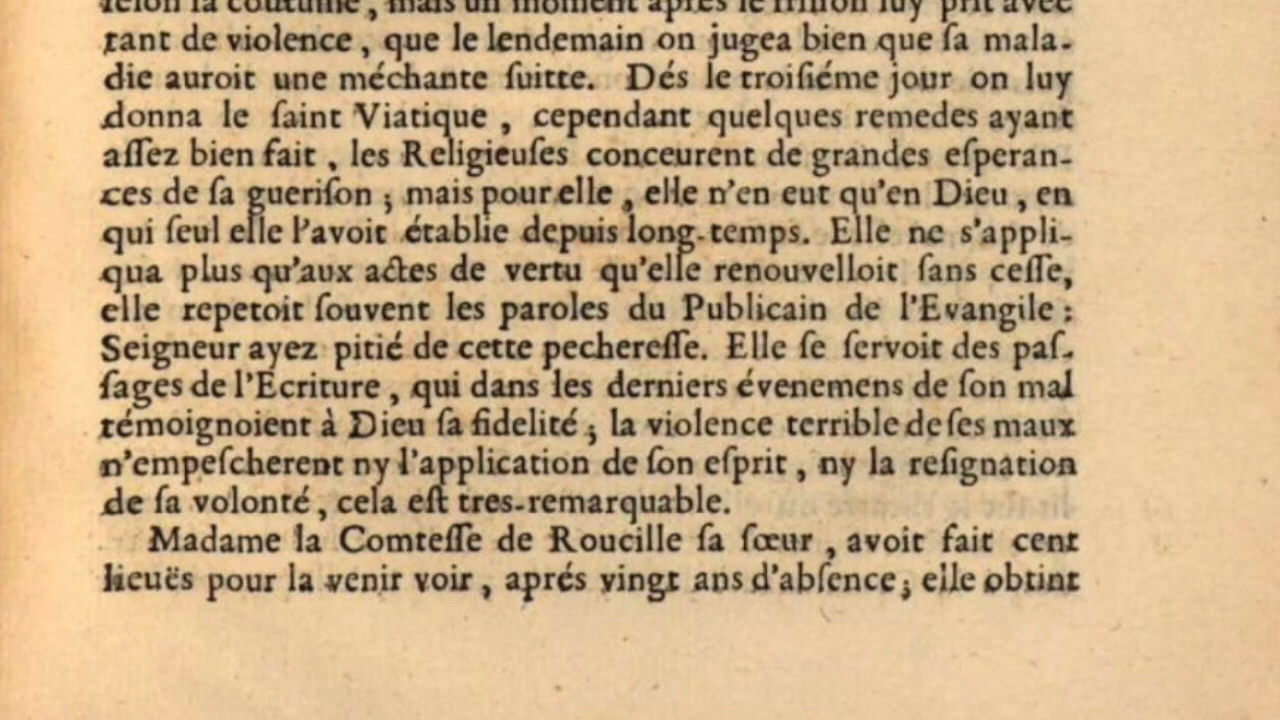 ſelon la coûtume, mais un moment aprés le friſſon luy prit avec
tant de violence, que le lendemain on jugea bien que ſa mala-
die auroit une méchante ſuitte. Dés le troiſiéme jour on luy
donna le ſaint Viatique, cependant quelques remedes ayant
aſſez bien fait, les Religieuſes conceurent de grandes eſperan-
ces de ſa gueriſon; mais pour elle, elle n'en eut qu'en Dieu, en
qui ſeul elle l'avoit établie depuis long-temps. Elle ne s'appli-
qua plus qu'aux actes de vertu qu'elle renouvelloit ſans ceſſe,
elle repetoit ſouvent les paroles du Publicain de l'Evangile:
Seigneur ayez pitié de cette pechereſſe. Elle ſe ſervoit des paſ-
ſages de l'Ecriture, qui dans les derniers évenemens de ſon mal
témoignoient à Dieu ſa fidelité; la violence terrible de ſes maux
n'empeſcherent ny l'application de ſon eſprit, ny la reſignation
de ſa volonté, cela eſt tres-remarquable.
Madame la Comteſſe de Roucille ſa ſœur, avoit fait cent
lieuës pour la venir voir, aprés vingt ans d'abſence; elle obtint